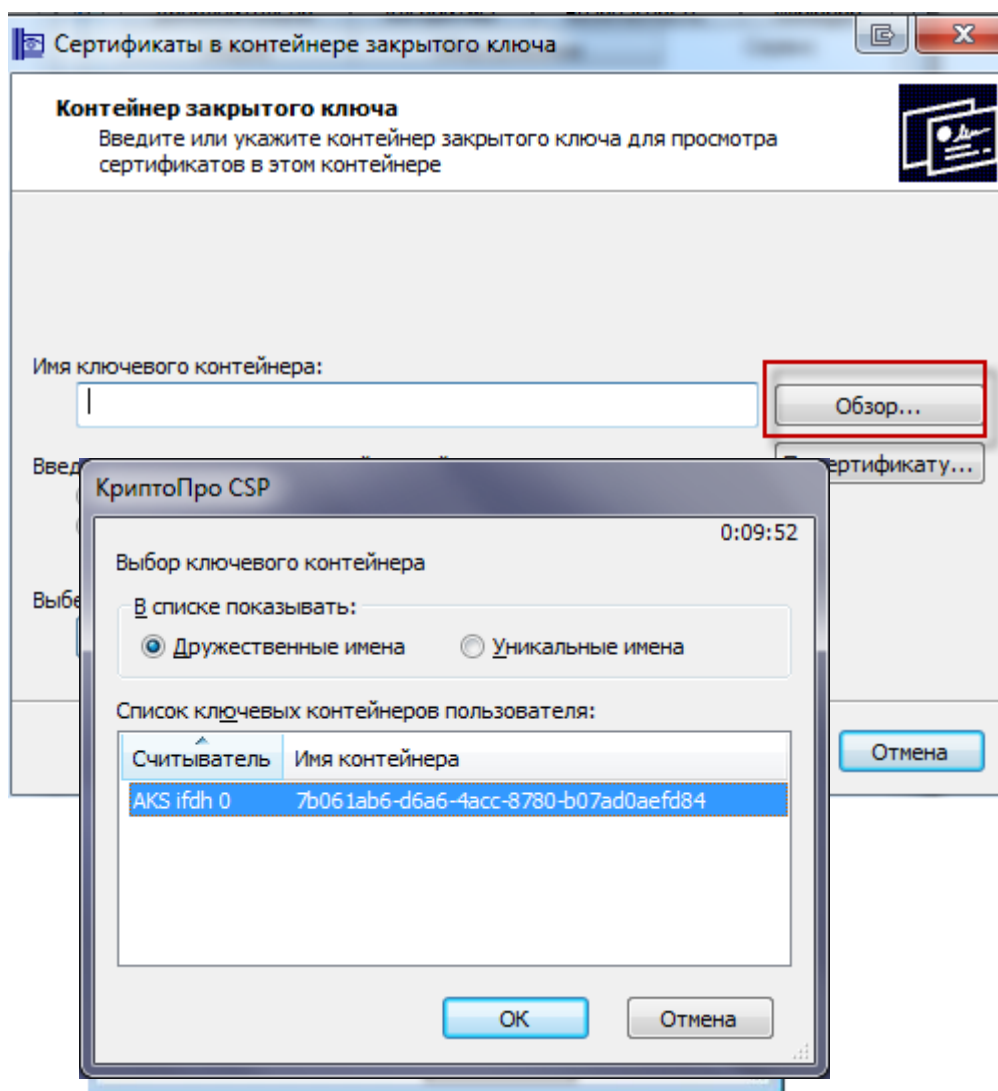 Сертификаты в контейнере закрытого ключа
Контейнер закрытого ключа
Введите или укажите контейнер закрытого ключа для просмотра
сертификатов в этом контейнере
Имя ключевого контейнера:
Обзор...
КриптоПро CSP
0:09:52
Выбор ключевого контейнера
В списке показывать:
Дружественные имена Уникальные имена
Список ключевых контейнеров пользователя:
Считыватель Имя контейнера
AKS ifdh 0 7b061ab6-d6a6-4acc-8780-b07ad0aefd84
OK Отмена
Отмена